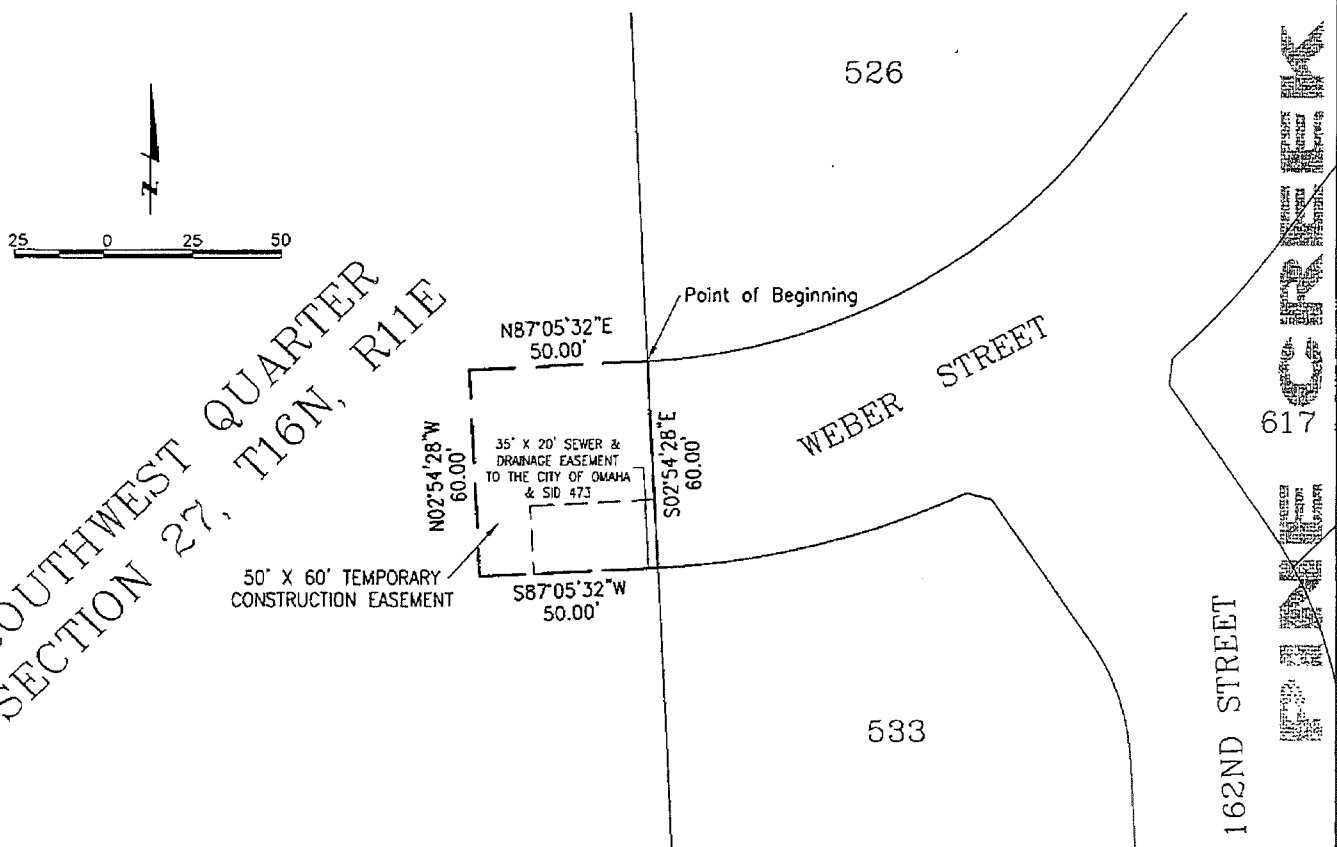 526
25 0 25 50
z
SOUTHWEST QUARTER
SECTION 27, T16N, R11E
Point of Beginning
N87°05'32"E
50.00'
N02°54'28"W
60.00'
35' X 20' SEWER &
DRAINAGE EASEMENT
TO THE CITY OF OMAHA
& SID 473
S02°54'28"E
60.00'
50' X 60' TEMPORARY
CONSTRUCTION EASEMENT
S87°05'32"W
50.00'
WEBER STREET
617
PINE CREEK
533
162ND STREET